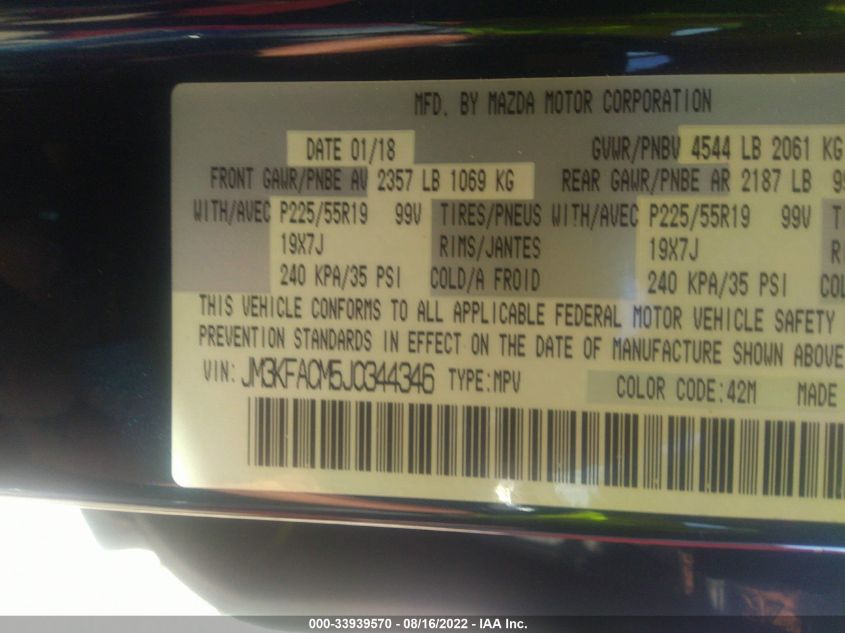 MFD. BY MAZDA MOTOR CORPORATION
DATE 01/18 GVWR/PNBV 4544 LB 2061 KG
FRONT GAWR/PNBE AV 2357 LB 1069 KG REAR GAWR/PNBE AR 2187 LB
WITH/AVEC P225/55R19 99V TIRES/PNEUS WITH/AVEC P225/55R19 99V
19X7J RIMS/JANTES 19X7J
240 KPA/35 PSI COLD/A FROID 240 KPA/35 PSI
THIS VEHICLE CONFORMS TO ALL APPLICABLE FEDERAL MOTOR VEHICLE SAFETY
PREVENTION STANDARDS IN EFFECT ON THE DATE OF MANUFACTURE SHOWN ABOVE
VIN: JM3KFACM5J0344346 TYPE:MPV COLOR CODE:42M MADE
000-33939570 - 08/16/2022 - IAA Inc.